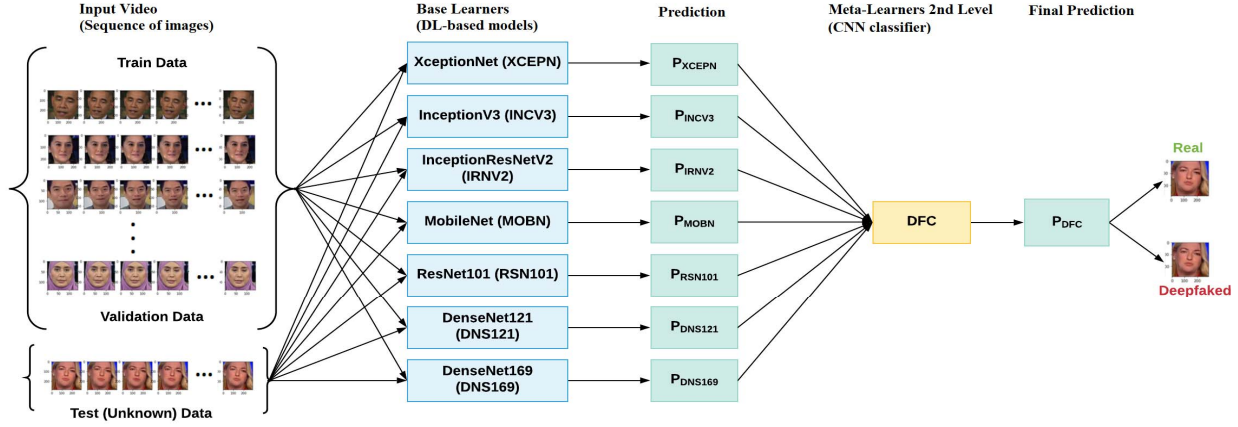 Input Video
(Sequence of images)
Base Learners
(DL-based models)
Prediction
Meta-Learners 2nd Level
(CNN classifier)
Final Prediction
Train Data
Validation Data
Test (Unknown) Data
XceptionNet (XCEPN)
InceptionV3 (INCV3)
InceptionResNetV2
(IRNV2)
MobileNet (MOBN)
ResNet101 (RSN101)
DenseNet121
(DNS121)
DenseNet169
(DNS169)
PXCEPN
PINCV3
PIRNV2
PMOBN
PRSN101
PDNS121
PDNS169
DFC
PDFC
Real
Deepfaked